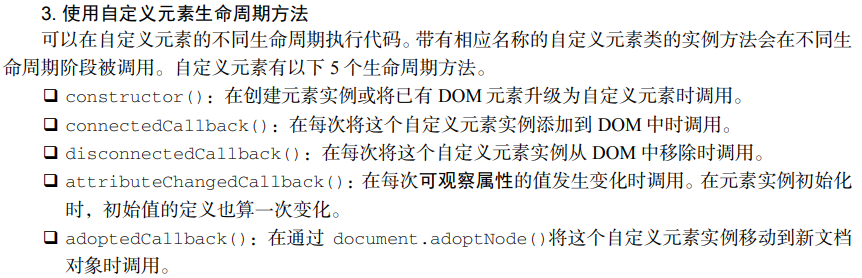 3. 使用自定义元素生命周期方法
可以在自定义元素的不同生命周期执行代码。带有相应名称的自定义元素类的实例方法会在不同生
命周期阶段被调用。自定义元素有以下 5 个生命周期方法。
❑ constructor()：在创建元素实例或将已有 DOM 元素升级为自定义元素时调用。
❑ connectedCallback()：在每次将这个自定义元素实例添加到 DOM 中时调用。
❑ disconnectedCallback()：在每次将这个自定义元素实例从 DOM 中移除时调用。
❑ attributeChangedCallback()：在每次可观察属性的值发生变化时调用。在元素实例初始化
时，初始值的定义也算一次变化。
❑ adoptedCallback()：在通过 document.adoptNode()将这个自定义元素实例移动到新文档
对象时调用。